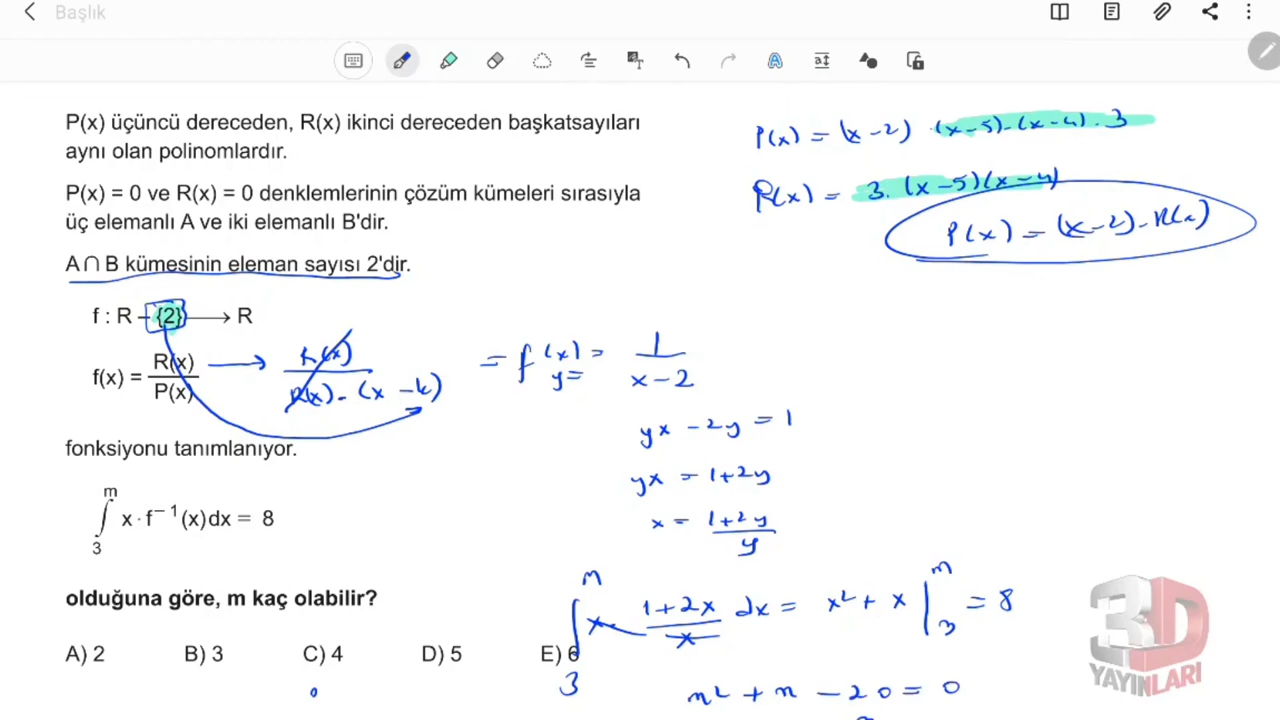 Başlık
P(x) üçüncü dereceden, R(x) ikinci dereceden başkatsayıları
aynı olan polinomlardır.
P(x) = 0 ve R(x) = 0 denklemlerinin çözüm kümeleri sırasıyla
üç elemanlı A ve iki elemanlı B'dir.
A∩B kümesinin eleman sayısı 2'dir.
f : R – {2} ⟶ R
f(x) = R(x)/P(x) → R(x)/(R(x)·(x – k))
fonksiyonu tanımlanıyor.
∫₃ᵐ x·f⁻¹(x)dx = 8
olduğuna göre, m kaç olabilir?
A) 2 B) 3 C) 4 D) 5 E) 6
P(x) = (x–2)·(x–5)·(x–4)·3
R(x) = 3·(x–5)(x–4)
P(x) = (x–2)·R(x)
= f(x) = 1/(x–2)
y=
yx – 2y = 1
yx = 1+2y
x = (1+2y)/y
∫₃ᵐ x (1+2x)/x dx = x² + x |₃ᵐ = 8
m² + m – 20 = 0
3D
YAYINLARI